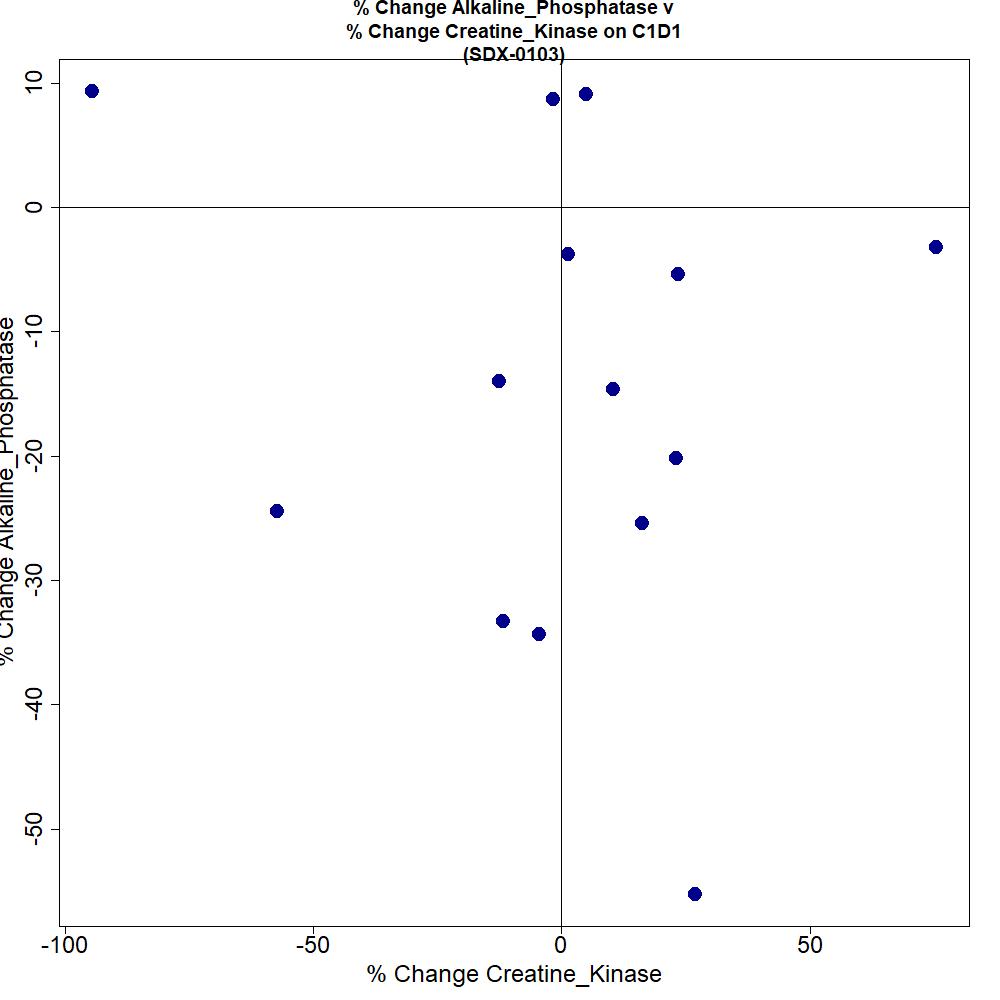 % Change Alkaline_Phosphatase v
% Change Creatine_Kinase on C1D1
(SDX-0103)
% Change Alkaline_Phosphatase
10
0
-10
-20
-30
-40
-50
-100
-50
0
50
% Change Creatine_Kinase